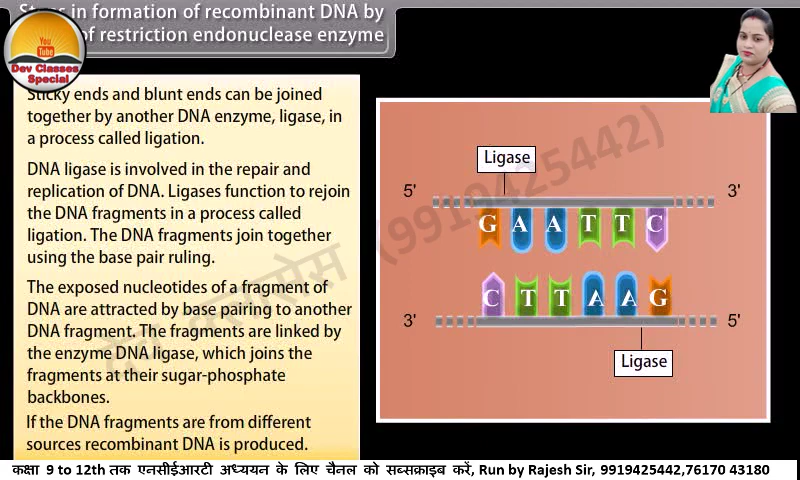 Steps in formation of recombinant DNA by
of restriction endonuclease enzyme
You
Tube
Dev Classes
Special
Sticky ends and blunt ends can be joined
together by another DNA enzyme, ligase, in
a process called ligation.
DNA ligase is involved in the repair and
replication of DNA. Ligases function to rejoin
the DNA fragments in a process called
ligation. The DNA fragments join together
using the base pair ruling.
The exposed nucleotides of a fragment of
DNA are attracted by base pairing to another
DNA fragment. The fragments are linked by
the enzyme DNA ligase, which joins the
fragments at their sugar-phosphate
backbones.
If the DNA fragments are from different
sources recombinant DNA is produced.
Ligase
5' 3'
G A A T T C
C T T A A G
3' 5'
Ligase
देव क्लासेस (9919425442)
कक्षा 9 to 12th तक एनसीईआरटी अध्ययन के लिए चैनल को सब्सक्राइब करें, Run by Rajesh Sir, 9919425442,76170 43180